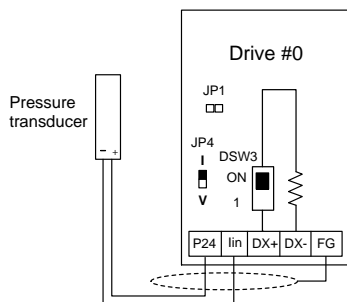 Drive #0
JP1
Pressure
transducer
- +
JP4
I
V
DSW3
ON
1
P24 Iin DX+ DX- FG